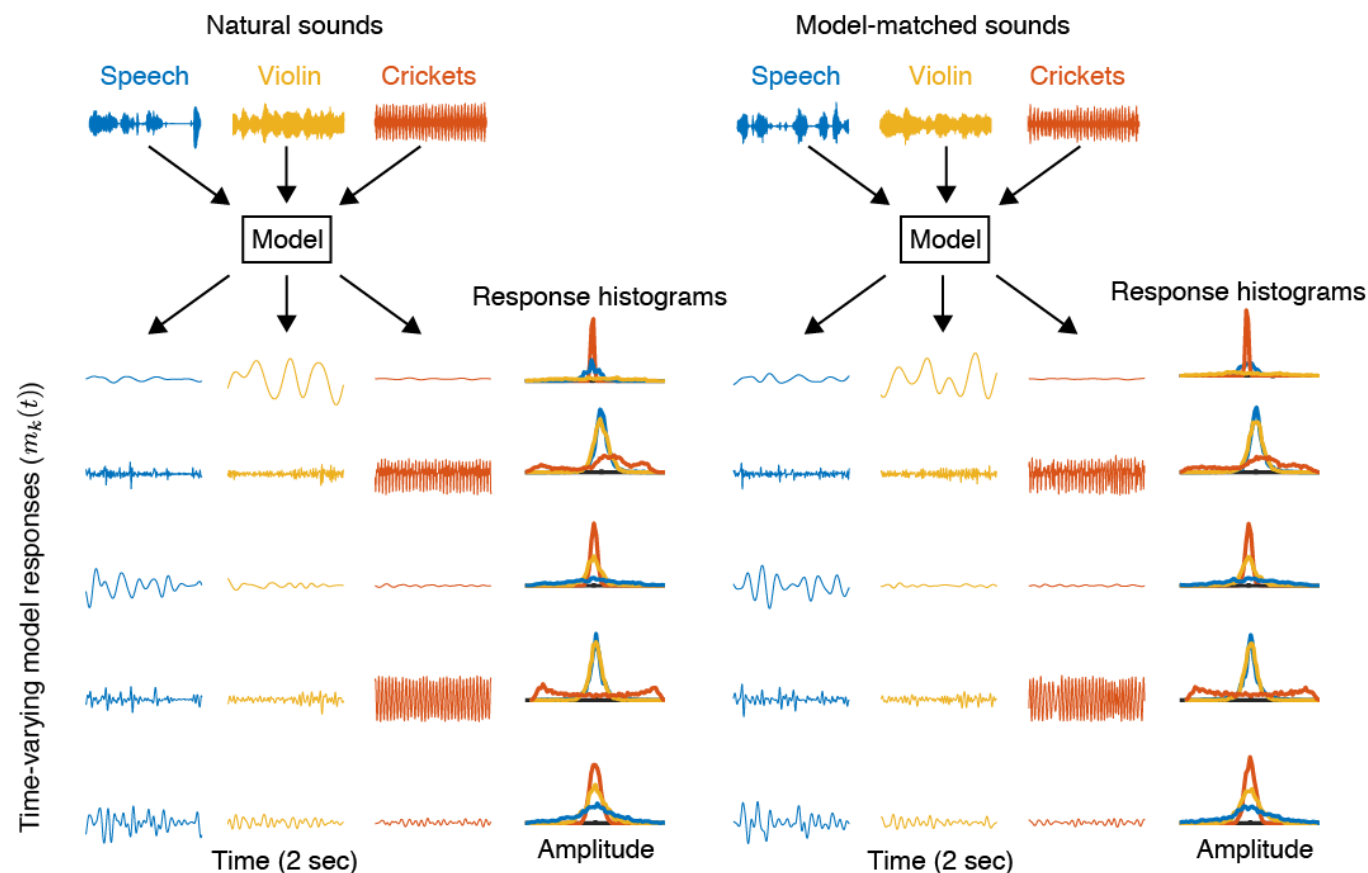 Natural sounds
Model-matched sounds
Speech
Violin
Crickets
Speech
Violin
Crickets
Model
Model
Response histograms
Response histograms
Time-varying model responses (m_k(t))
Time (2 sec)
Amplitude
Time (2 sec)
Amplitude